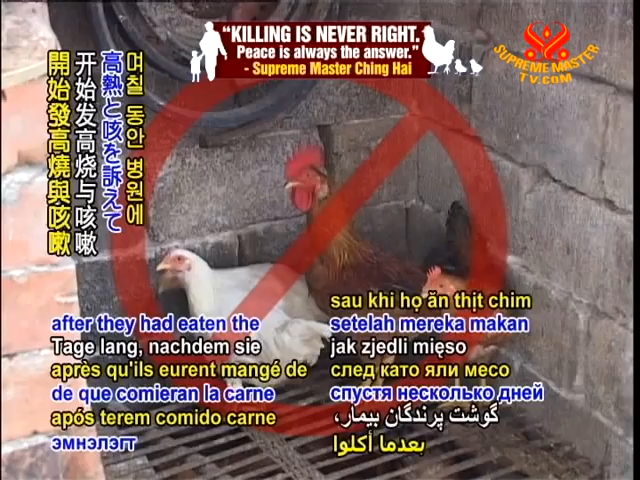 "KILLING IS NEVER RIGHT.
Peace is always the answer."
- Supreme Master Ching Hai
SUPREME MASTER
TV.COM
며칠 동안 병원에
高熱と咳を訴えて
开始发高烧与咳嗽
開始發高燒與咳嗽
after they had eaten the
Tage lang, nachdem sie
après qu'ils eurent mangé de
de que comieran la carne
após terem comido carne
эмнэлэгт
sau khi họ ăn thịt chim
setelah mereka makan
jak zjedli mięso
след като яли месо
спустя несколько дней
گوشت پرندگان بیمار،
بعدما أكلوا